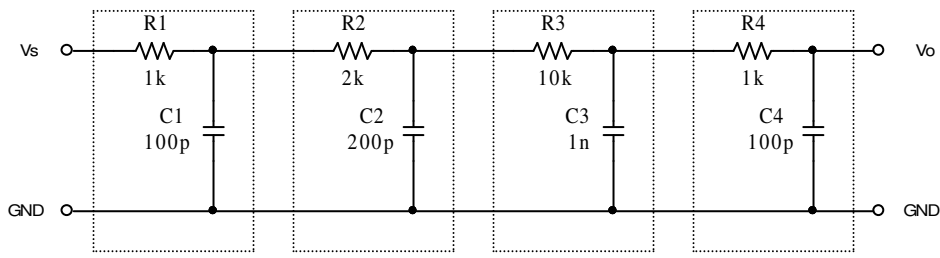 R1 R2 R3 R4
Vs Vo
1k 2k 10k 1k
C1 C2 C3 C4
100p 200p 1n 100p
GND GND